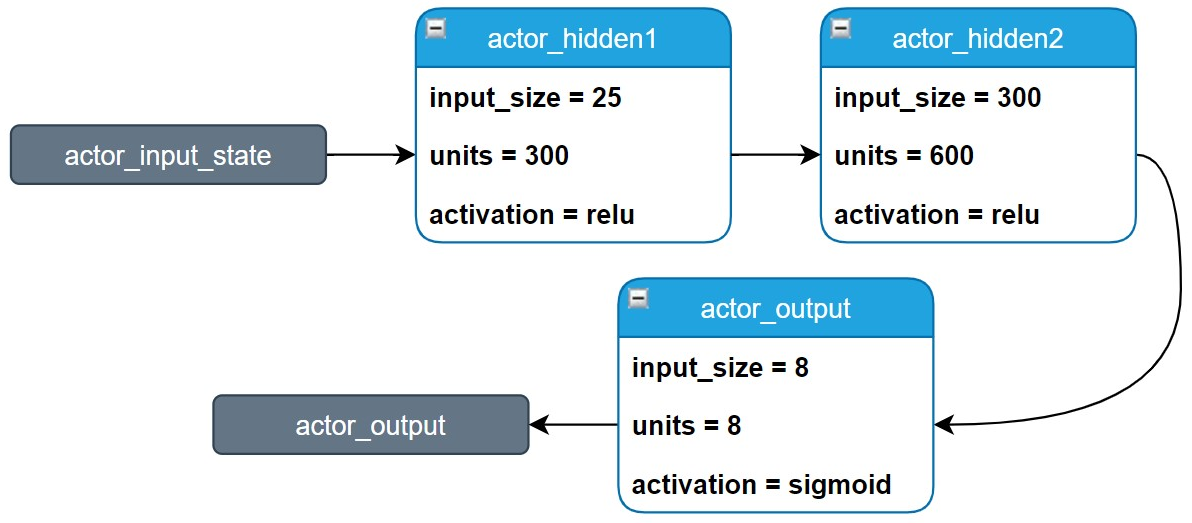 actor_input_state
actor_hidden1
input_size = 25
units = 300
activation = relu
actor_hidden2
input_size = 300
units = 600
activation = relu
actor_output
input_size = 8
units = 8
activation = sigmoid
actor_output